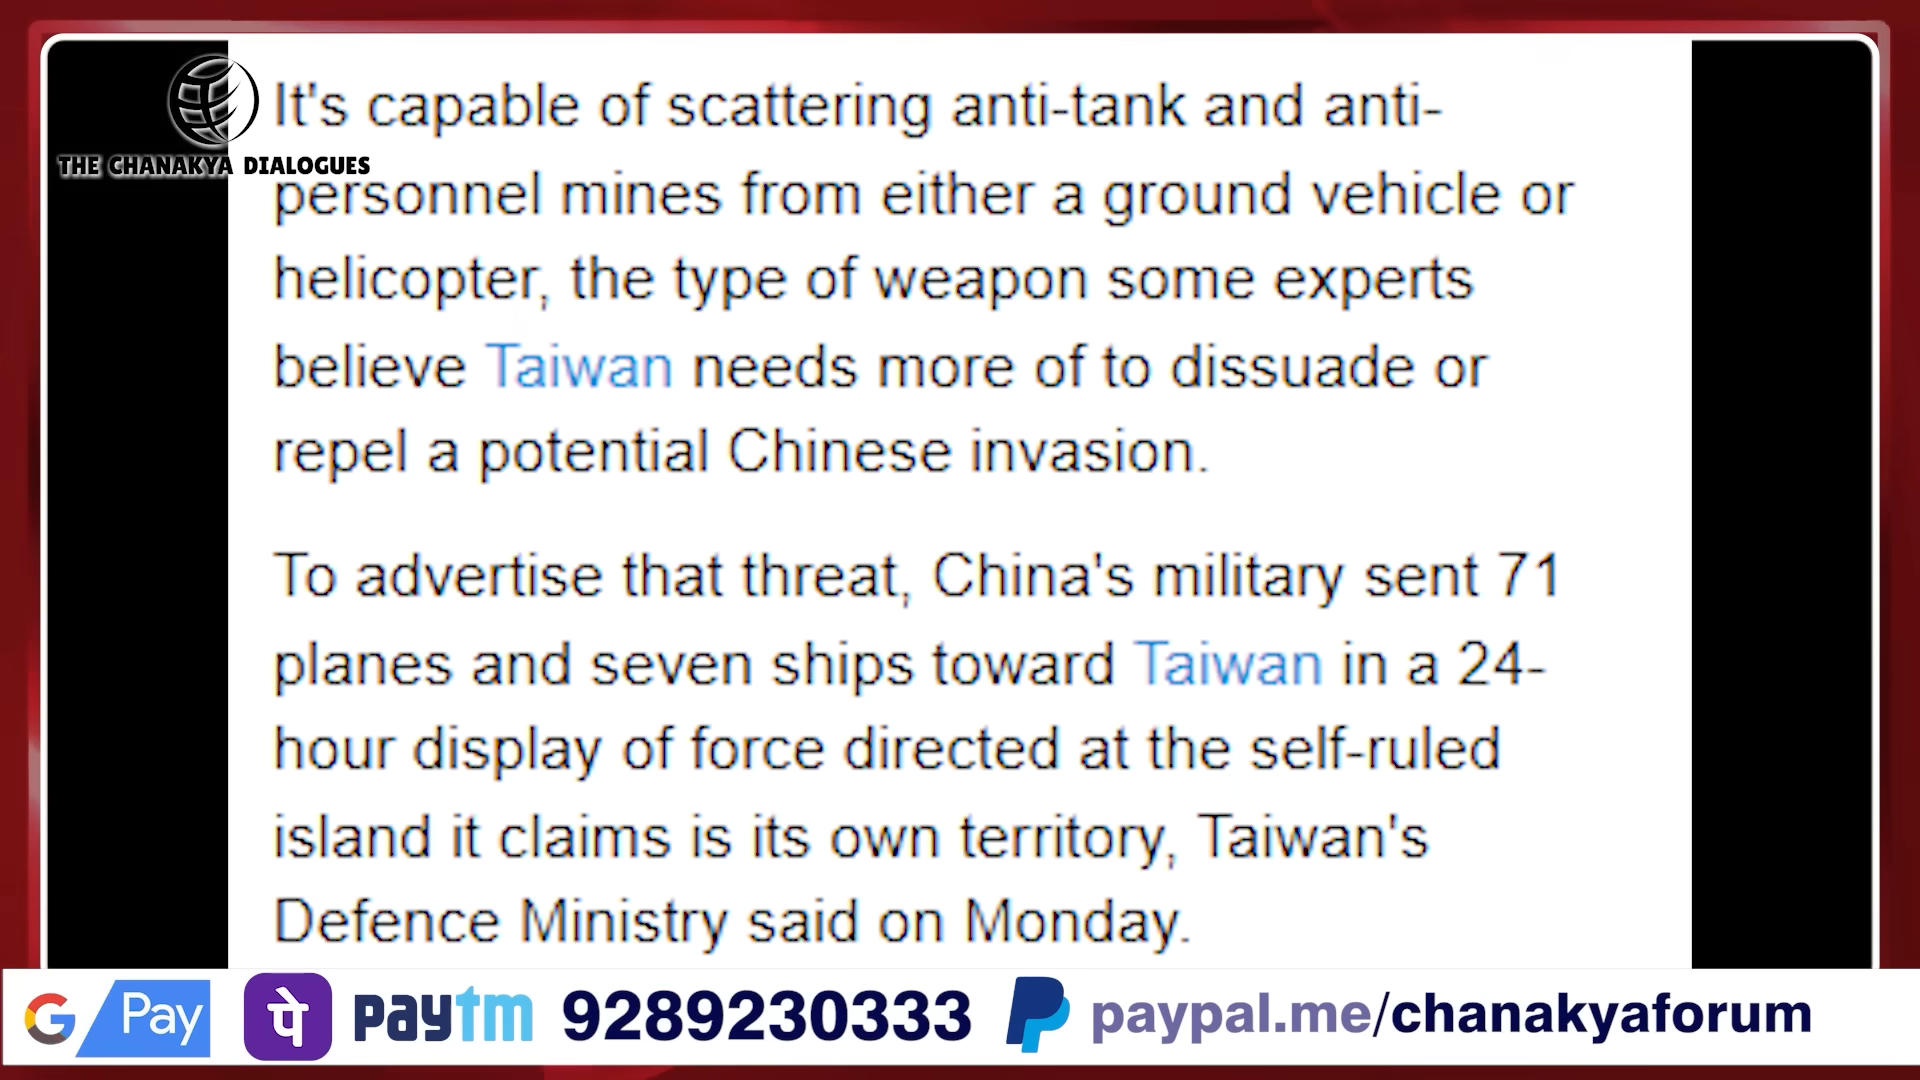 THE CHANAKYA DIALOGUES
It's capable of scattering anti-tank and anti-
personnel mines from either a ground vehicle or
helicopter, the type of weapon some experts
believe Taiwan needs more of to dissuade or
repel a potential Chinese invasion.
To advertise that threat, China's military sent 71
planes and seven ships toward Taiwan in a 24-
hour display of force directed at the self-ruled
island it claims is its own territory, Taiwan's
Defence Ministry said on Monday.
G Pay पे paytm 9289230333 P paypal.me/chanakyaforum